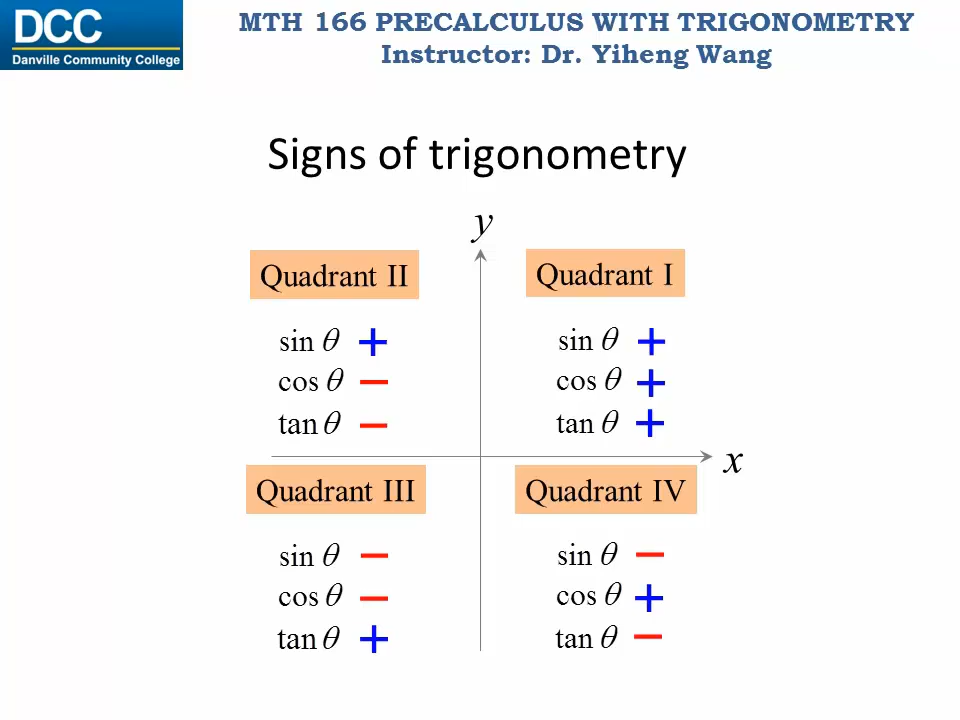 DCC
Danville Community College
MTH 166 PRECALCULUS WITH TRIGONOMETRY
Instructor: Dr. Yiheng Wang
Signs of trigonometry
y
Quadrant II
sin θ +
cos θ −
tan θ −
Quadrant I
sin θ +
cos θ +
tan θ +
x
Quadrant III
sin θ −
cos θ −
tan θ +
Quadrant IV
sin θ −
cos θ +
tan θ −